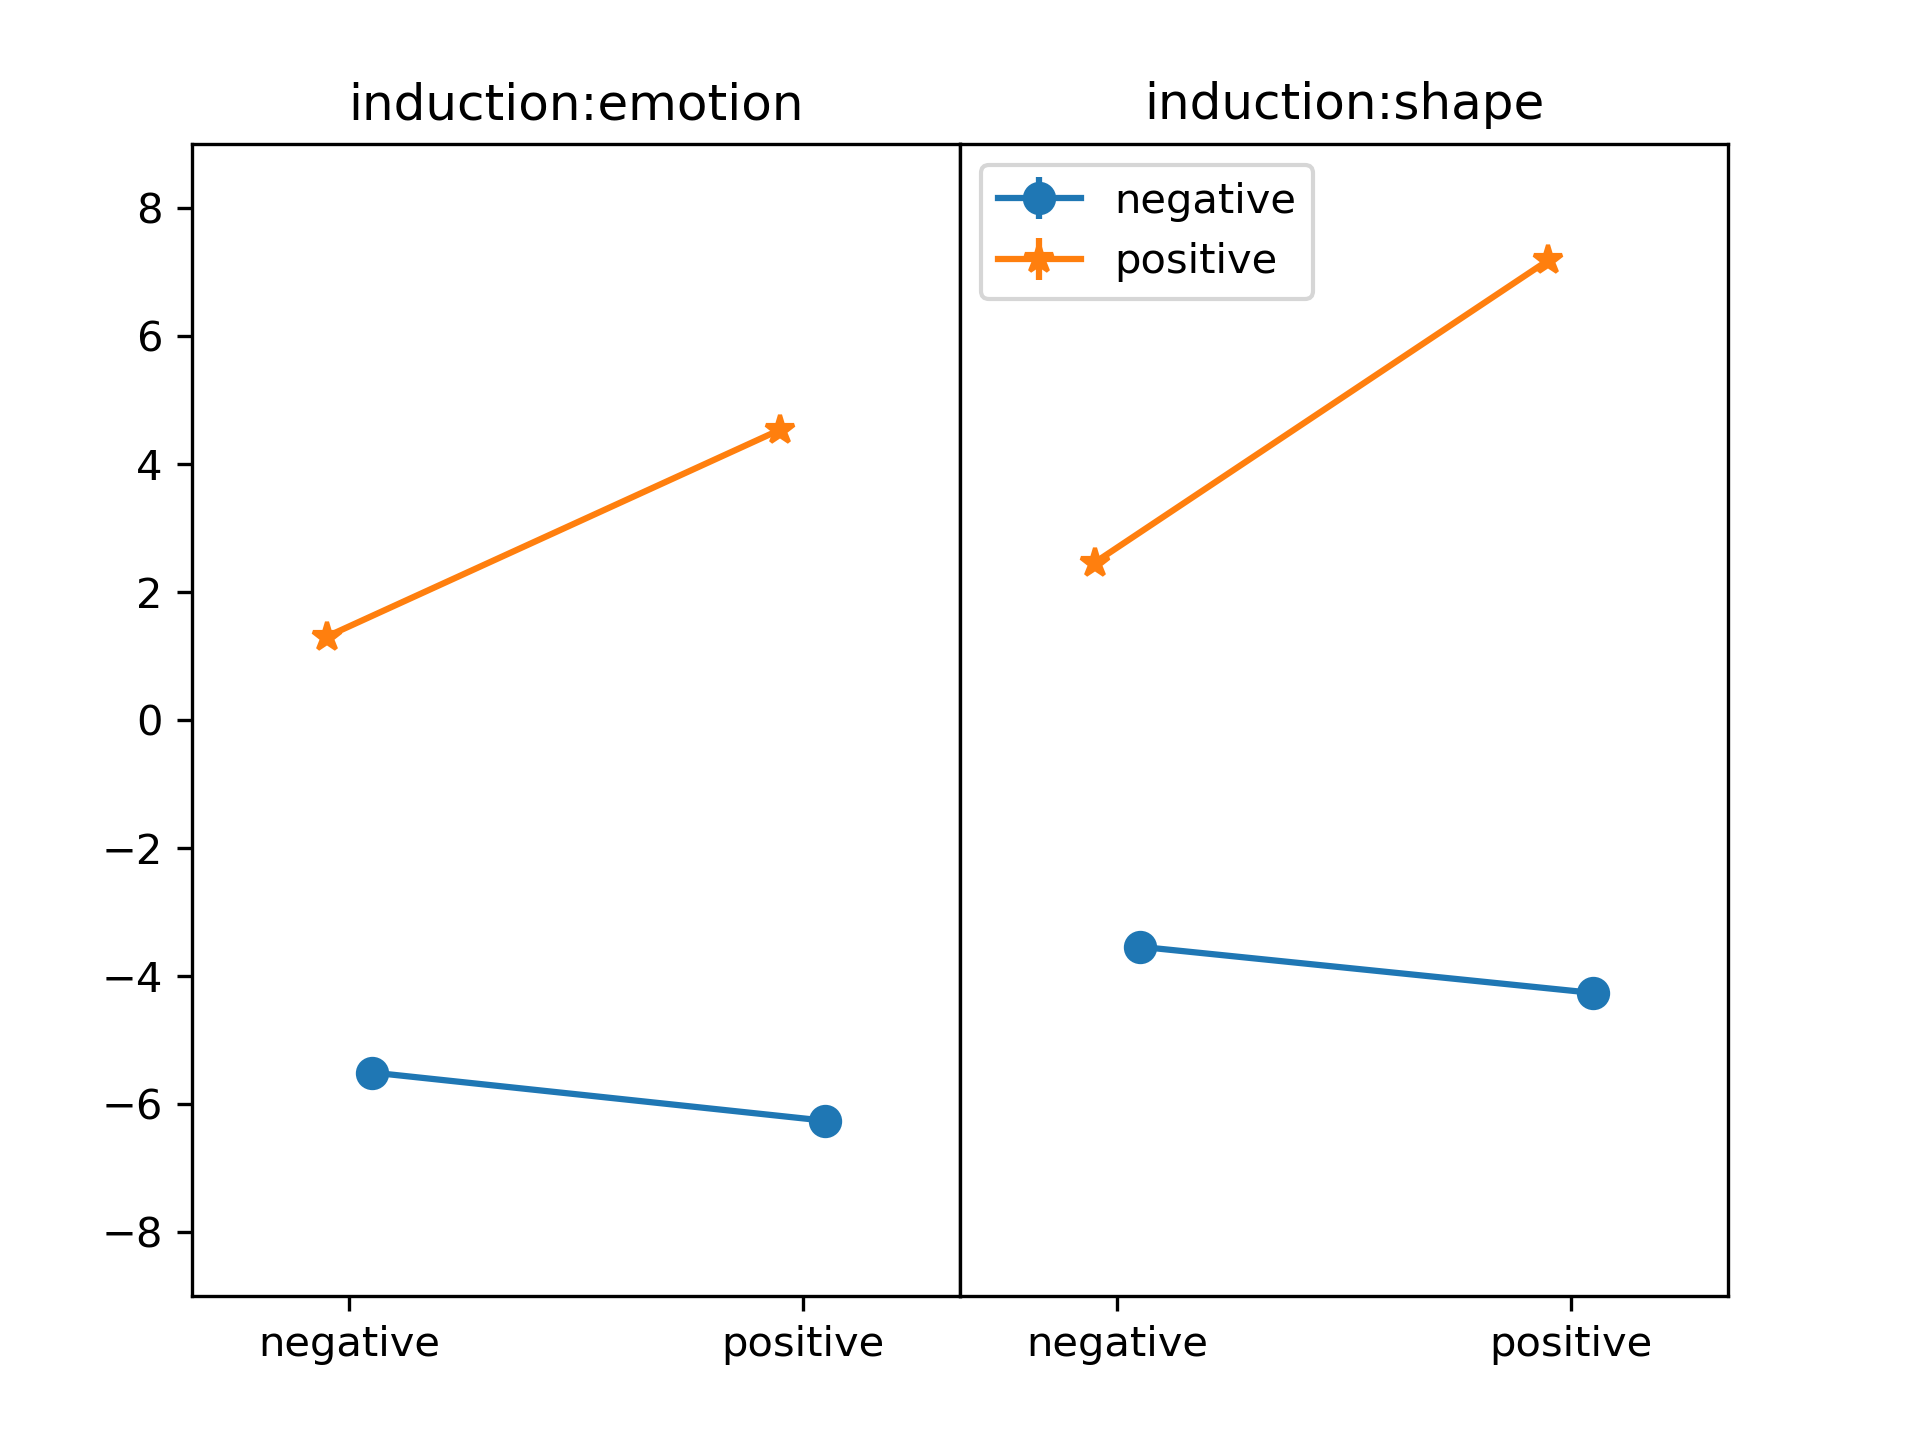 induction:emotion
induction:shape
negative
positive
8
6
4
2
0
−2
−4
−6
−8
negative
positive
negative
positive